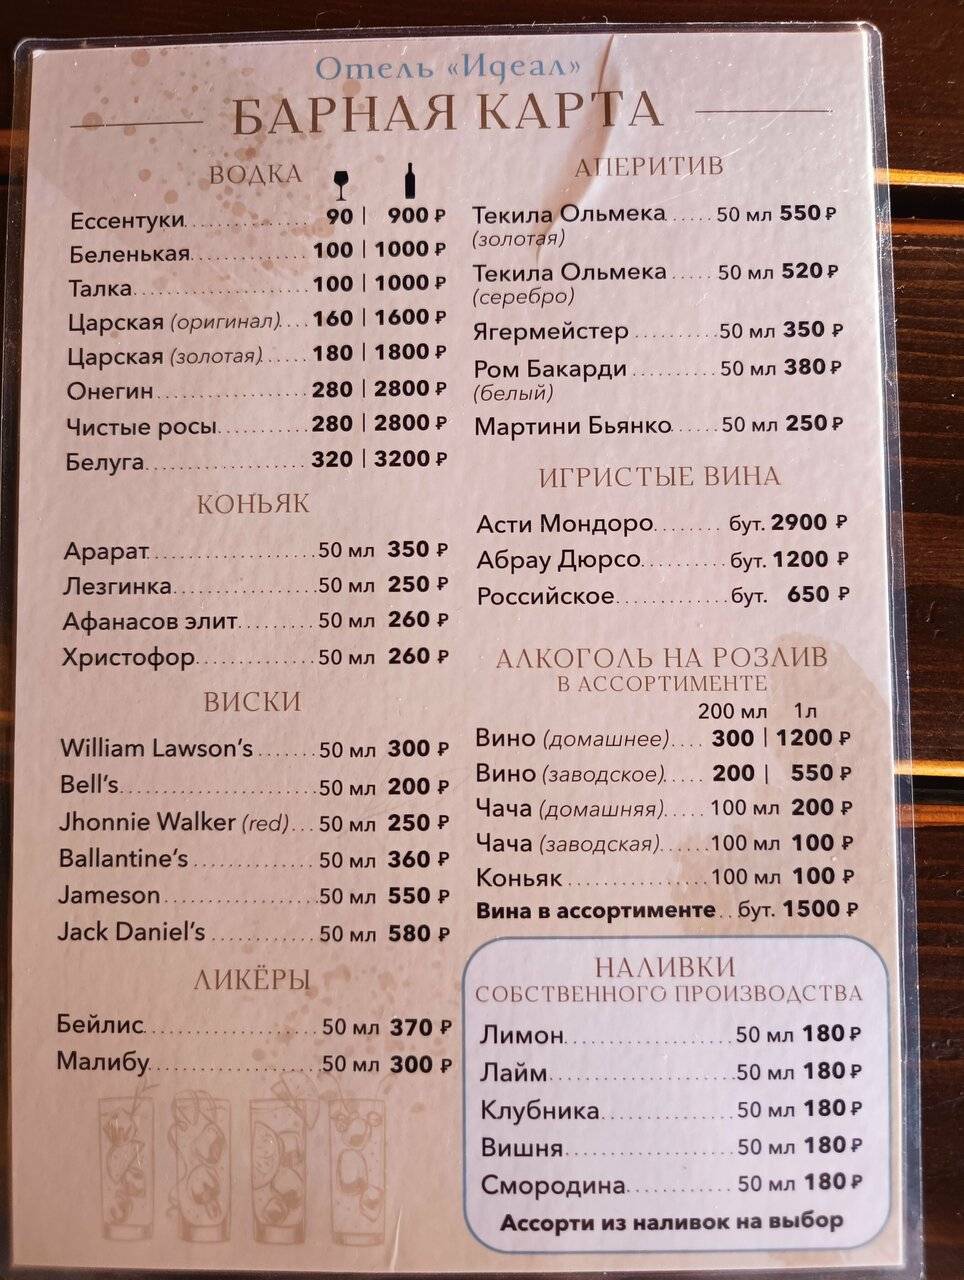 Отель «Идеал»
БАРНАЯ КАРТА
ВОДКА
Ессентуки 90 | 900 ₽
Беленькая 100 | 1000 ₽
Талка 100 | 1000 ₽
Царская (оригинал) 160 | 1600 ₽
Царская (золотая) 180 | 1800 ₽
Онегин 280 | 2800 ₽
Чистые росы 280 | 2800 ₽
Белуга 320 | 3200 ₽
КОНЬЯК
Арарат 50 мл 350 ₽
Лезгинка 50 мл 250 ₽
Афанасов элит 50 мл 260 ₽
Христофор 50 мл 260 ₽
ВИСКИ
William Lawson's 50 мл 300 ₽
Bell's 50 мл 200 ₽
Jhonnie Walker (red) 50 мл 250 ₽
Ballantine's 50 мл 360 ₽
Jameson 50 мл 550 ₽
Jack Daniel's 50 мл 580 ₽
ЛИКЁРЫ
Бейлис 50 мл 370 ₽
Малибу 50 мл 300 ₽
АПЕРИТИВ
Текила Ольмека 50 мл 550 ₽
(золотая)
Текила Ольмека 50 мл 520 ₽
(серебро)
Ягермейстер 50 мл 350 ₽
Ром Бакарди 50 мл 380 ₽
(белый)
Мартини Бьянко 50 мл 250 ₽
ИГРИСТЫЕ ВИНА
Асти Мондоро бут. 2900 ₽
Абрау Дюрсо бут. 1200 ₽
Российское бут. 650 ₽
АЛКОГОЛЬ НА РОЗЛИВ
В АССОРТИМЕНТЕ
200 мл 1л
Вино (домашнее) 300 | 1200 ₽
Вино (заводское) 200 | 550 ₽
Чача (домашняя) 100 мл 200 ₽
Чача (заводская) 100 мл 100 ₽
Коньяк 100 мл 100 ₽
Вина в ассортименте бут. 1500 ₽
НАЛИВКИ
СОБСТВЕННОГО ПРОИЗВОДСТВА
Лимон 50 мл 180 ₽
Лайм 50 мл 180 ₽
Клубника 50 мл 180 ₽
Вишня 50 мл 180 ₽
Смородина 50 мл 180 ₽
Ассорти из наливок на выбор